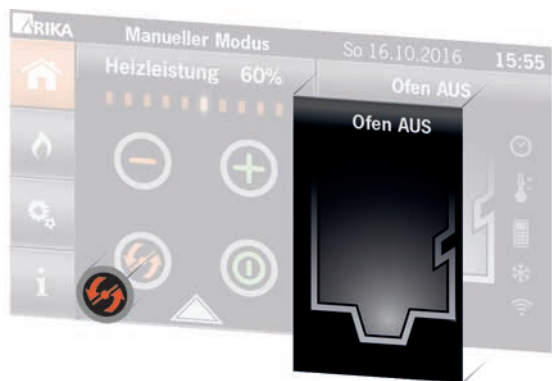 RIKA
Manueller Modus
So 16.10.2016
15:55
Heizleistung 60%
Ofen AUS
Ofen AUS
i